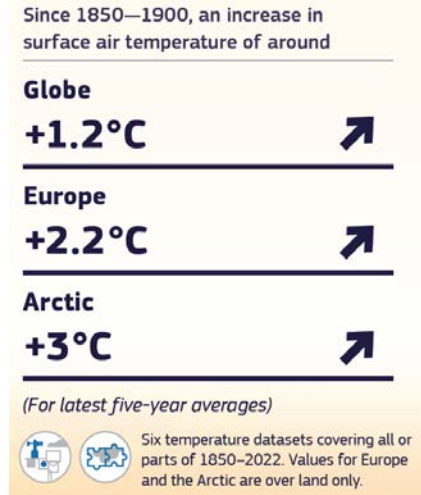 Since 1850—1900, an increase in
surface air temperature of around
Globe
+1.2°C
Europe
+2.2°C
Arctic
+3°C
(For latest five-year averages)
Six temperature datasets covering all or
parts of 1850–2022. Values for Europe
and the Arctic are over land only.